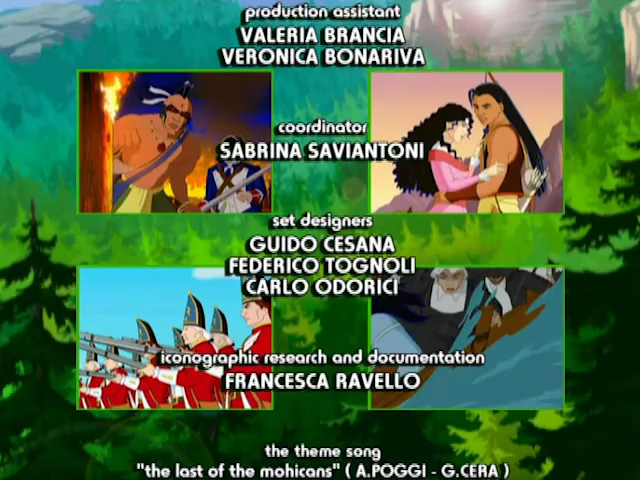 production assistant
VALERIA BRANCIA
VERONICA BONARIVA
coordinator
SABRINA SAVIANTONI
set designers
GUIDO CESANA
FEDERICO TOGNOLI
CARLO ODORICI
iconographic research and documentation
FRANCESCA RAVELLO
the theme song
"the last of the mohicans" ( A.POGGI - G.CERA )